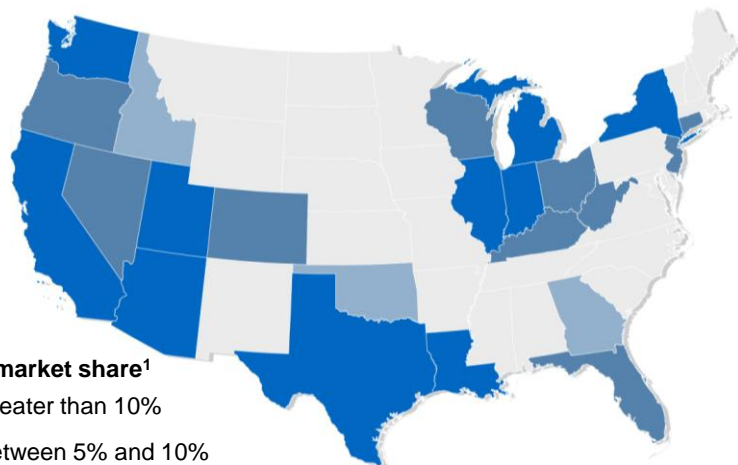 market share¹
eater than 10%
etween 5% and 10%